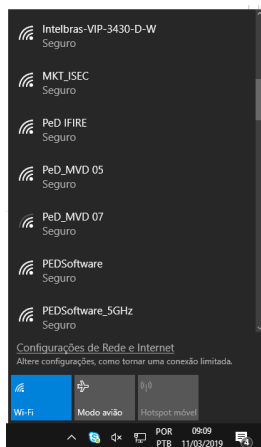 Intelbras-VIP-3430-D-W
Seguro
MKT_ISEC
Seguro
PeD IFIRE
Seguro
PeD_MVD 05
Seguro
PeD_MVD 07
Seguro
PEDSoftware
Seguro
PEDSoftware_5GHz
Seguro
Configurações de Rede e Internet
Altere configurações, como tornar uma conexão limitada.
Wi-Fi Modo avião Hotspot móvel
POR 09:09
PTB 11/03/2019 4